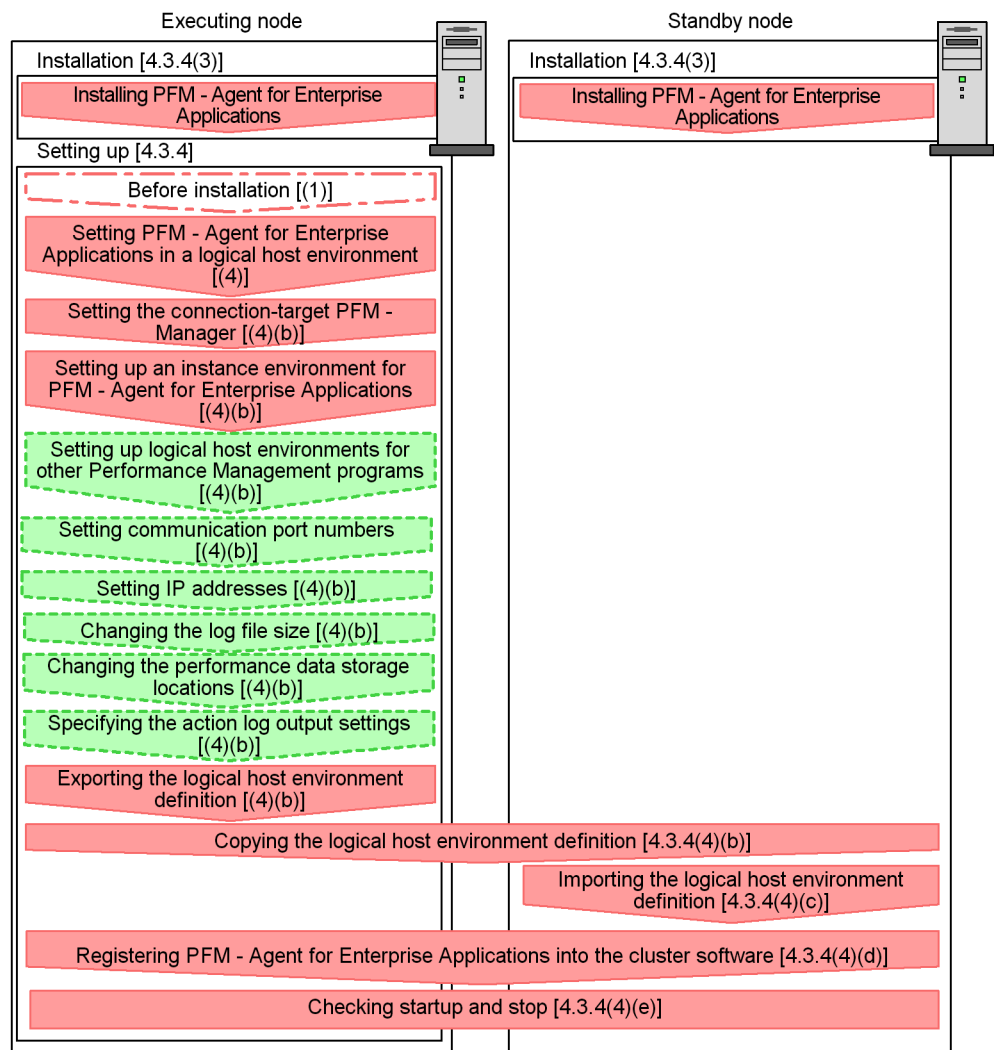 Executing node
Standby node
Installation [4.3.4(3)]
Installation [4.3.4(3)]
Installing PFM - Agent for Enterprise
Applications
Installing PFM - Agent for Enterprise
Applications
Setting up [4.3.4]
Before installation [(1)]
Setting PFM - Agent for Enterprise
Applications in a logical host environment
[(4)]
Setting the connection-target PFM -
Manager [(4)(b)]
Setting up an instance environment for
PFM - Agent for Enterprise Applications
[(4)(b)]
Setting up logical host environments for
other Performance Management programs
[(4)(b)]
Setting communication port numbers
[(4)(b)]
Setting IP addresses [(4)(b)]
Changing the log file size [(4)(b)]
Changing the performance data storage
locations [(4)(b)]
Specifying the action log output settings
[(4)(b)]
Exporting the logical host environment
definition [(4)(b)]
Copying the logical host environment definition [4.3.4(4)(b)]
Importing the logical host environment
definition [4.3.4(4)(c)]
Registering PFM - Agent for Enterprise Applications into the cluster software [4.3.4(4)(d)]
Checking startup and stop [4.3.4(4)(e)]